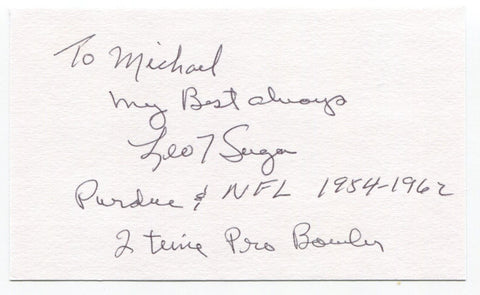 To Michael
My Best always
Leo T Sugar
Purdue & NFL 1954-1962
2 time Pro Bowler